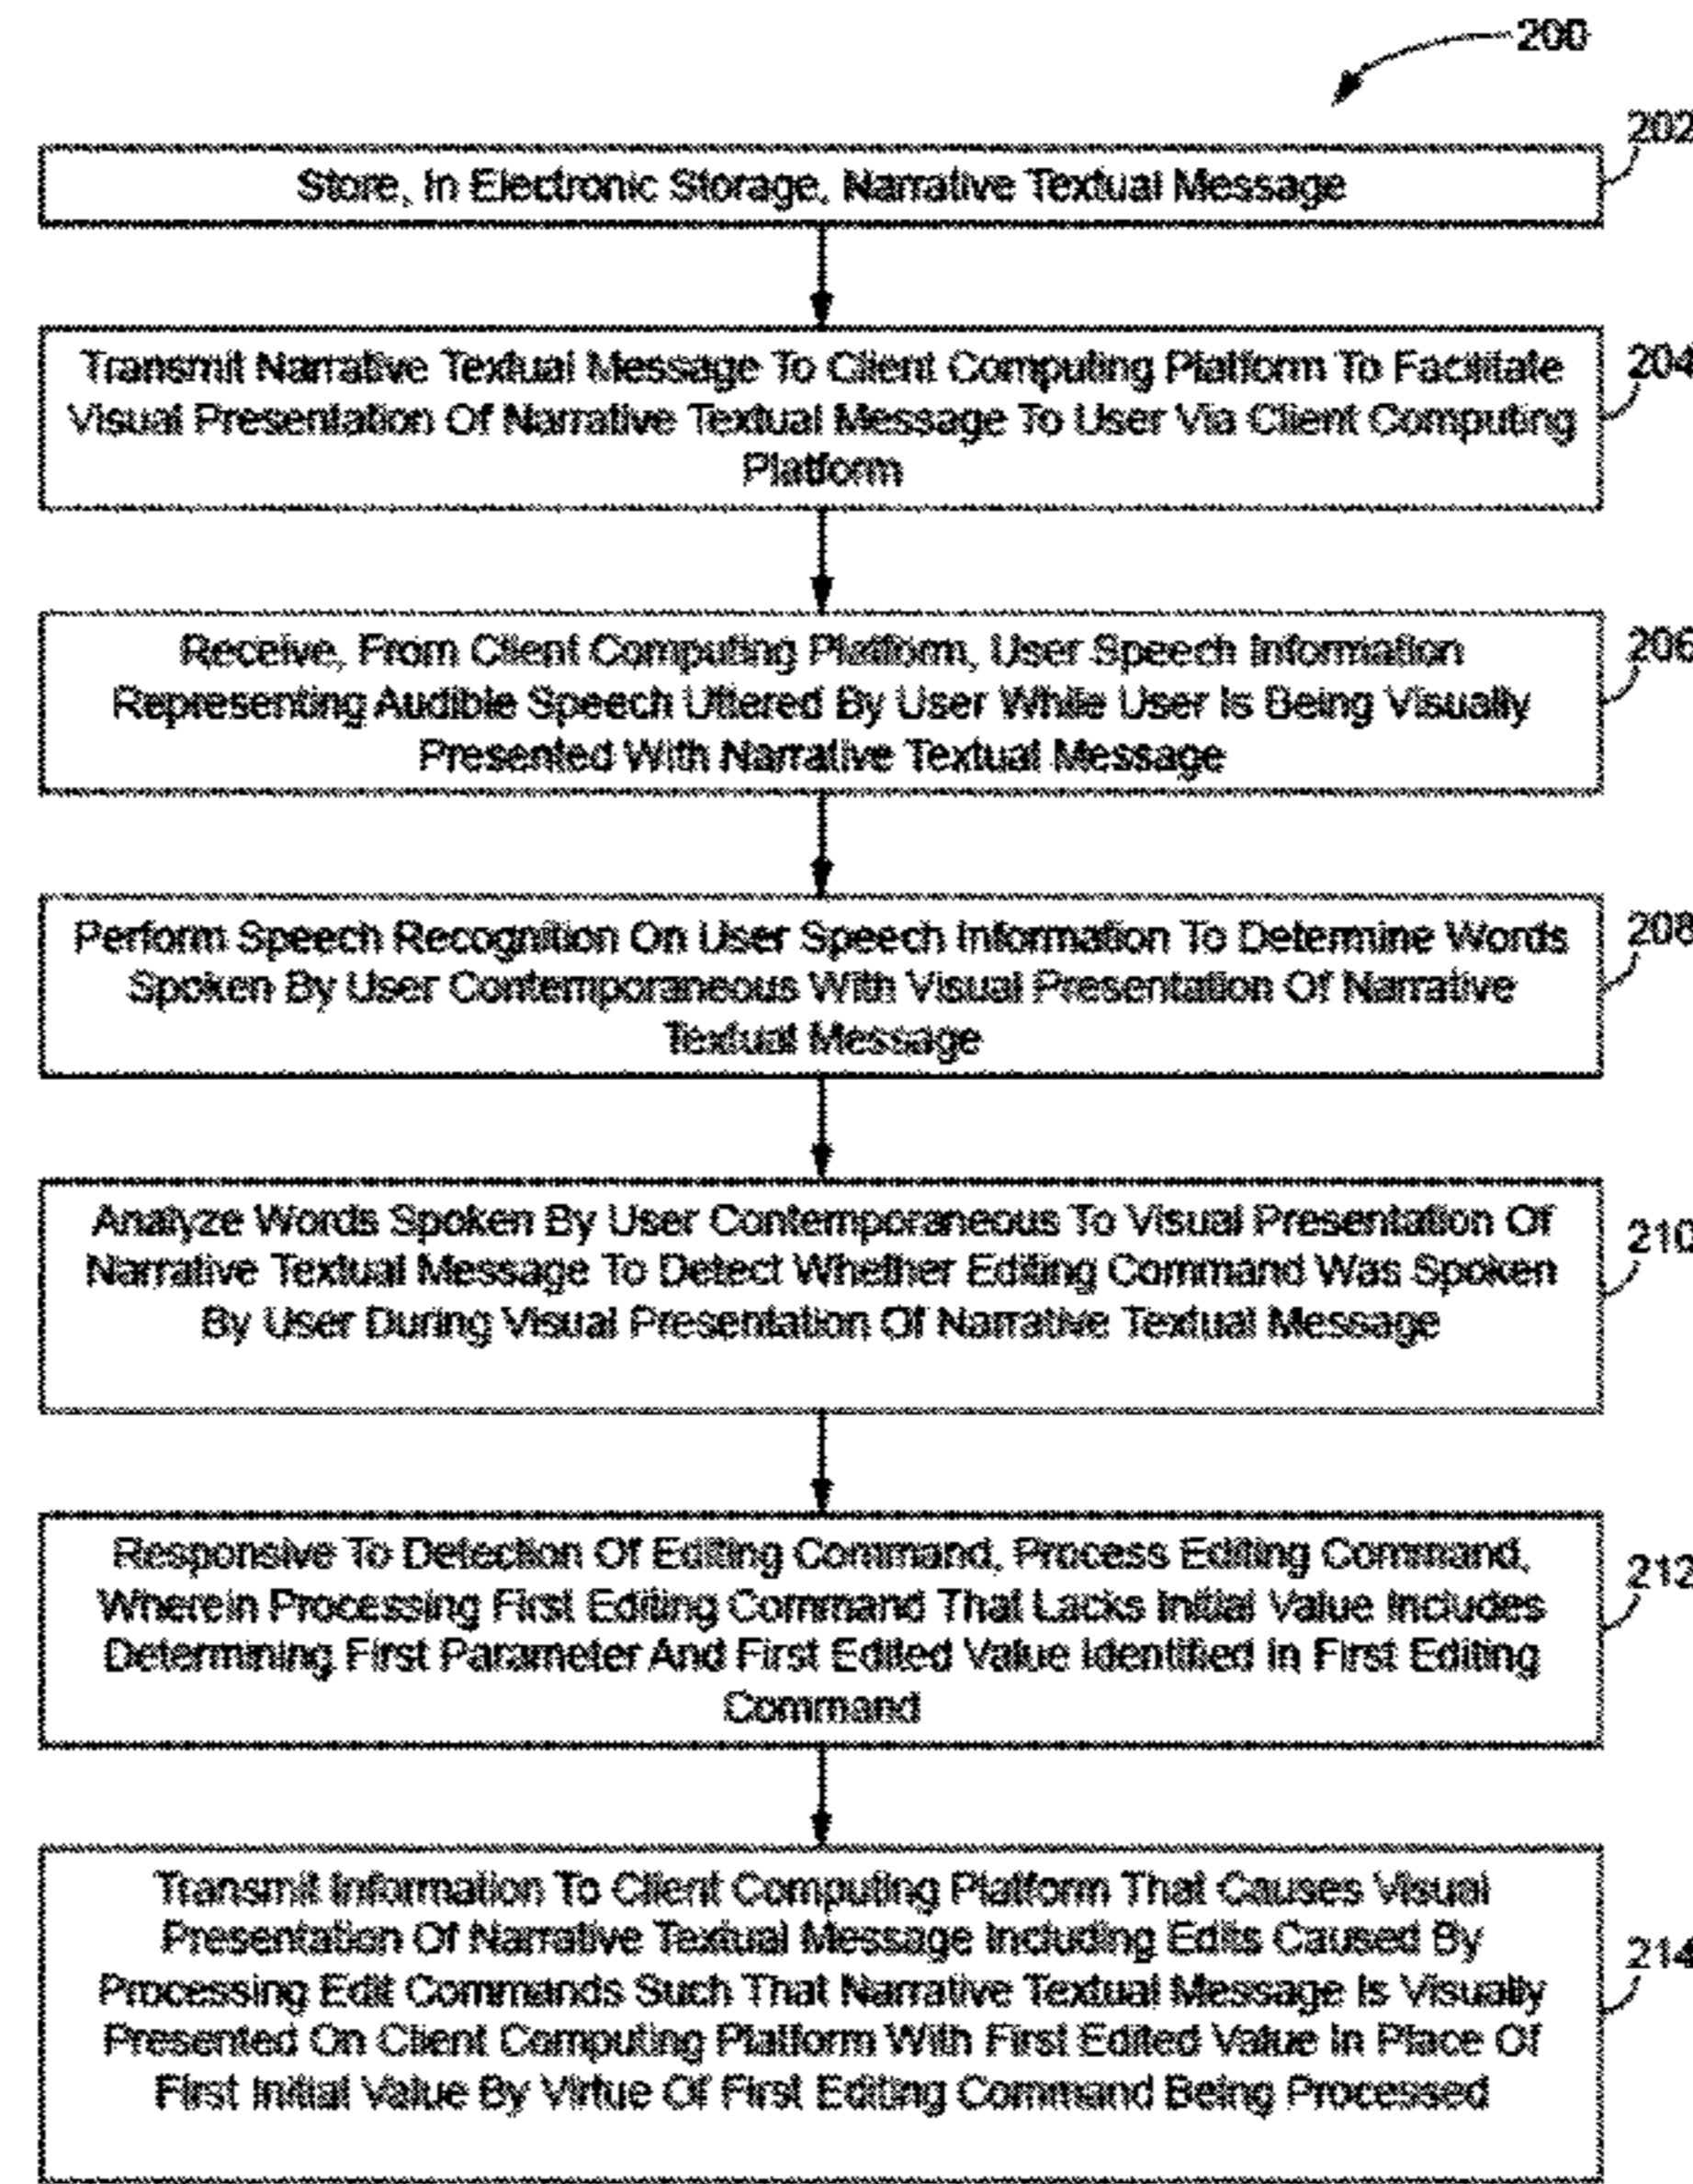 200
202
Store, In Electronic Storage, Narrative Textual Message
204
Transmit Narrative Textual Message To Client Computing Platform To Facilitate
Visual Presentation Of Narrative Textual Message To User Via Client Computing
Platform
206
Receive, From Client Computing Platform, User Speech Information
Representing Audible Speech Uttered By User While User Is Being Visually
Presented With Narrative Textual Message
208
Perform Speech Recognition On User Speech Information To Determine Words
Spoken By User Contemporaneous With Visual Presentation Of Narrative
Textual Message
210
Analyze Words Spoken By User Contemporaneous To Visual Presentation Of
Narrative Textual Message To Detect Whether Editing Command Was Spoken
By User During Visual Presentation Of Narrative Textual Message
212
Responsive To Detection Of Editing Command, Process Editing Command,
Wherein Processing First Editing Command That Lacks Initial Value Includes
Determining First Parameter And First Edited Value Identified In First Editing
Command
214
Transmit Information To Client Computing Platform That Causes Visual
Presentation Of Narrative Textual Message Including Edits Caused By
Processing Edit Commands Such That Narrative Textual Message Is Visually
Presented On Client Computing Platform With First Edited Value In Place Of
First Initial Value By Virtue Of First Editing Command Being Processed